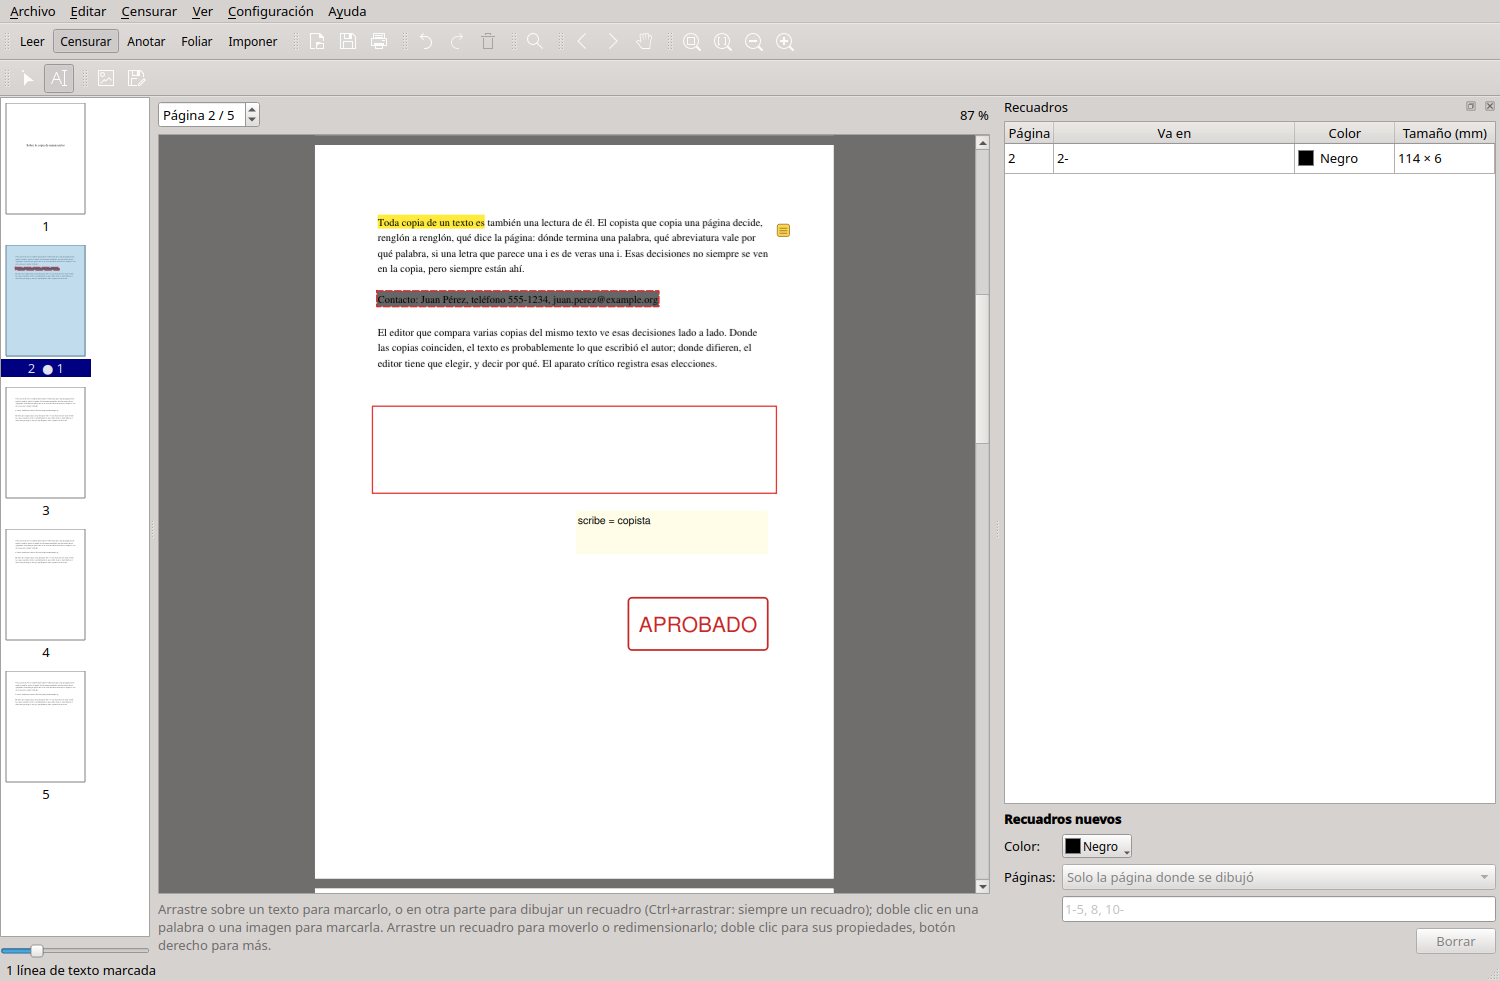 Archivo Editar Censurar Ver Configuración Ayuda
Leer Censurar Anotar Foliar Imponer
Página 2 / 5
87 %
1
2 ● 1
3
4
5
Toda copia de un texto es también una lectura de él. El copista que copia una página decide,
renglón a renglón, qué dice la página: dónde termina una palabra, qué abreviatura vale por
qué palabra, si una letra que parece una i es de veras una i. Esas decisiones no siempre se ven
en la copia, pero siempre están ahí.
Contacto: Juan Pérez, teléfono 555-1234, juan.perez@example.org
El editor que compara varias copias del mismo texto ve esas decisiones lado a lado. Donde
las copias coinciden, el texto es probablemente lo que escribió el autor; donde difieren, el
editor tiene que elegir, y decir por qué. El aparato crítico registra esas elecciones.
scribe = copista
APROBADO
Arrastre sobre un texto para marcarlo, o en otra parte para dibujar un recuadro (Ctrl+arrastrar: siempre un recuadro); doble clic en una
palabra o una imagen para marcarla. Arrastre un recuadro para moverlo o redimensionarlo; doble clic para sus propiedades, botón
derecho para más.
Recuadros
Página Va en Color Tamaño (mm)
2 2- Negro 114 × 6
Recuadros nuevos
Color: Negro
Páginas: Solo la página donde se dibujó
1-5, 8, 10-
Borrar
1 línea de texto marcada